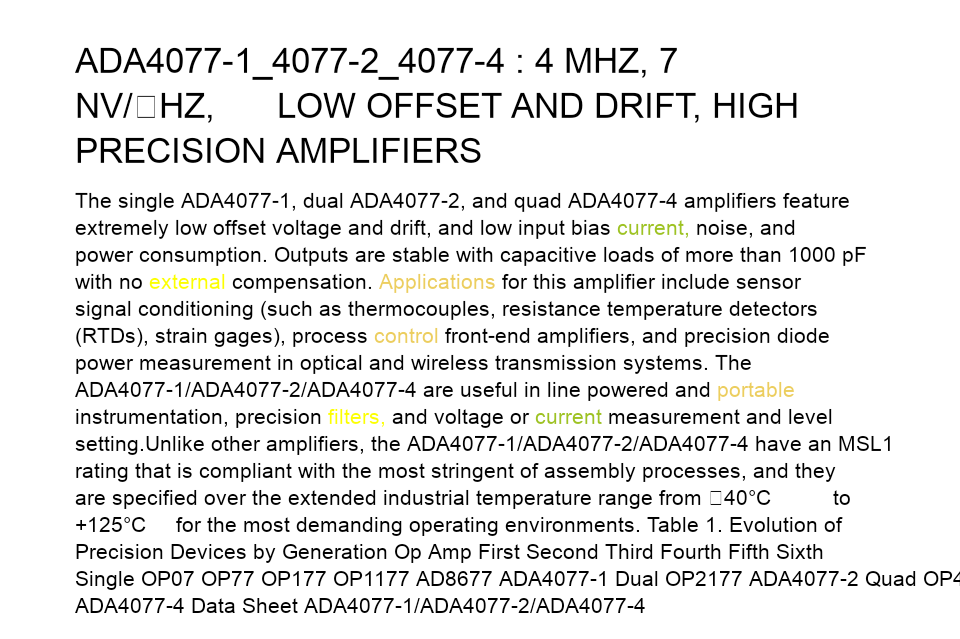 ADA4077-1_4077-2_4077-4 : 4 MHZ, 7
NV/□HZ, LOW OFFSET AND DRIFT, HIGH
PRECISION AMPLIFIERS
The single ADA4077-1, dual ADA4077-2, and quad ADA4077-4 amplifiers feature
extremely low offset voltage and drift, and low input bias current, noise, and
power consumption. Outputs are stable with capacitive loads of more than 1000 pF
with no external compensation. Applications for this amplifier include sensor
signal conditioning (such as thermocouples, resistance temperature detectors
(RTDs), strain gages), process control front-end amplifiers, and precision diode
power measurement in optical and wireless transmission systems. The
ADA4077-1/ADA4077-2/ADA4077-4 are useful in line powered and portable
instrumentation, precision filters, and voltage or current measurement and level
setting.Unlike other amplifiers, the ADA4077-1/ADA4077-2/ADA4077-4 have an MSL1
rating that is compliant with the most stringent of assembly processes, and they
are specified over the extended industrial temperature range from □40°C to
+125°C for the most demanding operating environments. Table 1. Evolution of
Precision Devices by Generation Op Amp First Second Third Fourth Fifth Sixth
Single OP07 OP77 OP177 OP1177 AD8677 ADA4077-1 Dual OP2177 ADA4077-2 Quad
ADA4077-4 Data Sheet ADA4077-1/ADA4077-2/ADA4077-4